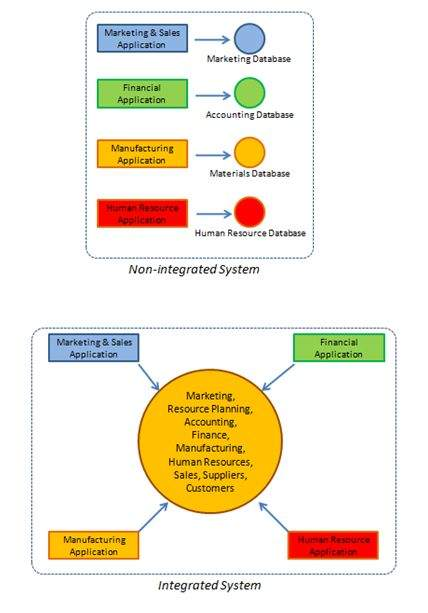 Marketing & Sales
Application
Marketing Database
Financial
Application
Accounting Database
Manufacturing
Application
Materials Database
Human Resource
Application
Human Resource Database
Non-integrated System
Marketing & Sales
Application
Financial
Application
Marketing,
Resource Planning,
Accounting,
Finance,
Manufacturing,
Human Resources,
Sales, Suppliers,
Customers
Manufacturing
Application
Human Resource
Application
Integrated System